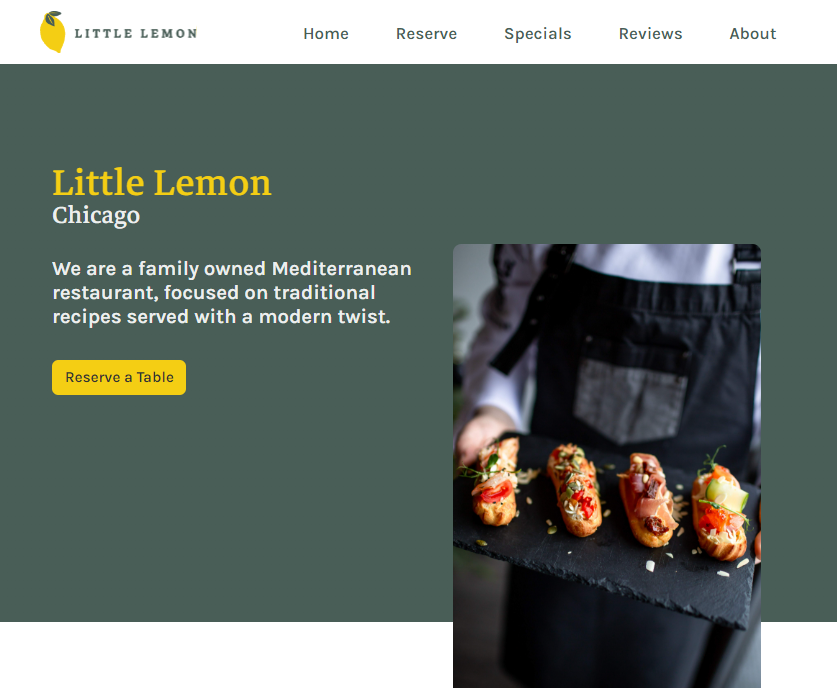 LITTLE LEMON
Home Reserve Specials Reviews About
Little Lemon
Chicago
We are a family owned Mediterranean
restaurant, focused on traditional
recipes served with a modern twist.
Reserve a Table